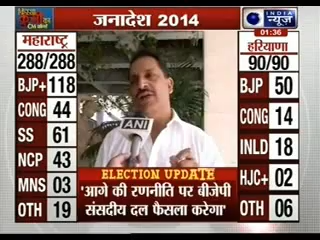 जनादेश 2014
INDIA
न्यूज़
01:36
महाराष्ट्र
288/288
BJP+ 118
CONG 44
SS 61
NCP 43
MNS 03
OTH 19
हरियाणा
90/90
BJP 50
CONG 14
INLD 18
HJC+ 02
OTH 06
ANI
ELECTION UPDATE
'आगे की रणनीति पर बीजेपी
संसदीय दल फैसला करेगा'